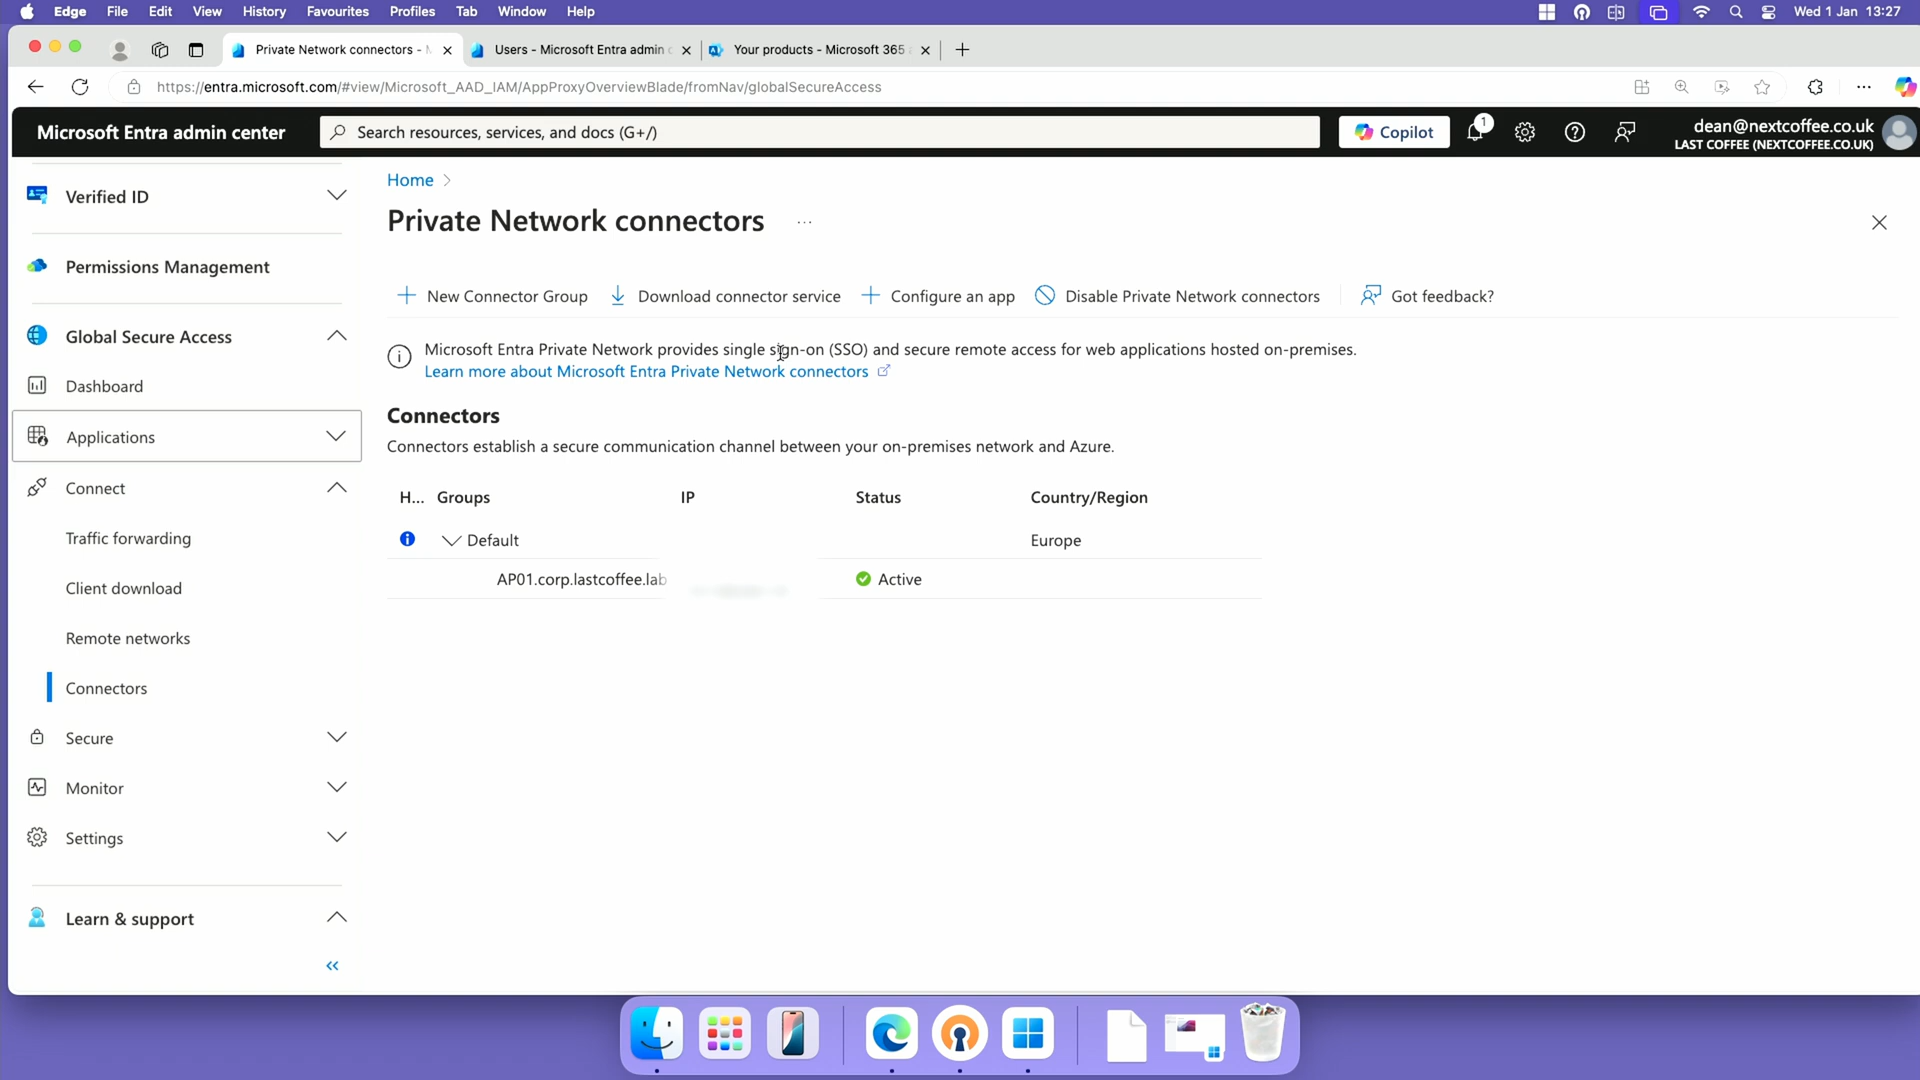 Edge File Edit View History Favourites Profiles Tab Window Help
Wed 1 Jan 13:27
Private Network connectors -
Users - Microsoft Entra admin
Your products - Microsoft 365
https://entra.microsoft.com/#view/Microsoft_AAD_IAM/AppProxyOverviewBlade/fromNav/globalSecureAccess
Microsoft Entra admin center
Search resources, services, and docs (G+/)
Copilot
1
dean@nextcoffee.co.uk
LAST COFFEE (NEXTCOFFEE.CO.UK)
Verified ID
Permissions Management
Global Secure Access
Dashboard
Applications
Connect
Traffic forwarding
Client download
Remote networks
Connectors
Secure
Monitor
Settings
Learn & support
Home
Private Network connectors
New Connector Group
Download connector service
Configure an app
Disable Private Network connectors
Got feedback?
Microsoft Entra Private Network provides single sign-on (SSO) and secure remote access for web applications hosted on-premises.
Learn more about Microsoft Entra Private Network connectors
Connectors
Connectors establish a secure communication channel between your on-premises network and Azure.
H... Groups IP Status Country/Region
Default Europe
AP01.corp.lastcoffee.lab Active